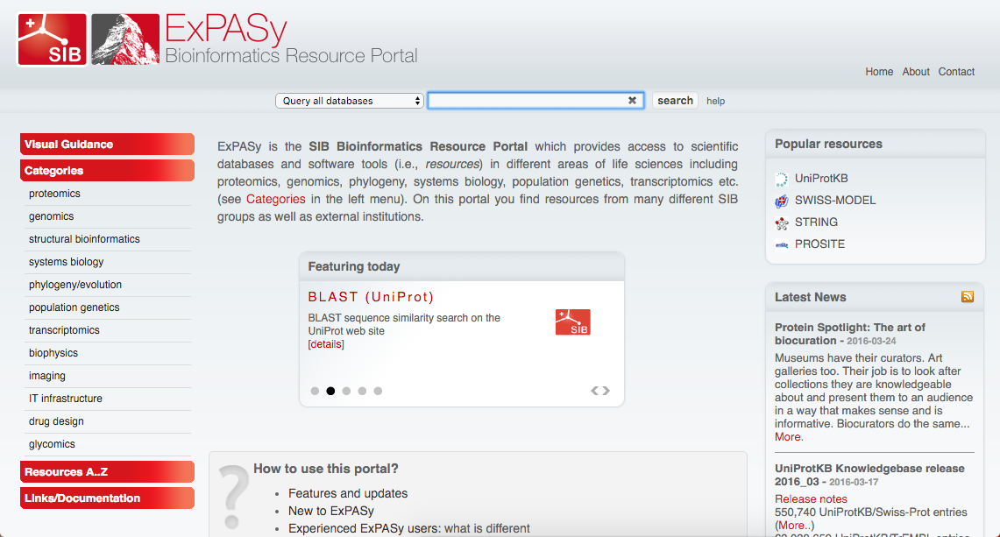 SIB
ExPASy
Bioinformatics Resource Portal
Home About Contact
Query all databases
search help
Visual Guidance
Categories
proteomics
genomics
structural bioinformatics
systems biology
phylogeny/evolution
population genetics
transcriptomics
biophysics
imaging
IT infrastructure
drug design
glycomics
Resources A..Z
Links/Documentation
ExPASy is the SIB Bioinformatics Resource Portal which provides access to scientific
databases and software tools (i.e., resources) in different areas of life sciences including
proteomics, genomics, phylogeny, systems biology, population genetics, transcriptomics etc.
(see Categories in the left menu). On this portal you find resources from many different SIB
groups as well as external institutions.
Featuring today
BLAST (UniProt)
BLAST sequence similarity search on the
UniProt web site
[details]
SIB
How to use this portal?
• Features and updates
• New to ExPASy
• Experienced ExPASy users: what is different
Popular resources
UniProtKB
SWISS-MODEL
STRING
PROSITE
Latest News
Protein Spotlight: The art of
biocuration - 2016-03-24
Museums have their curators. Art
galleries too. Their job is to look after
collections they are knowledgeable
about and present them to an audience
in a way that makes sense and is
informative. Biocurators do the same...
More.
UniProtKB Knowledgebase release
2016_03 - 2016-03-17
Release notes
550,740 UniProtKB/Swiss-Prot entries
(More..)
UniProtKB/TrEMBL entries